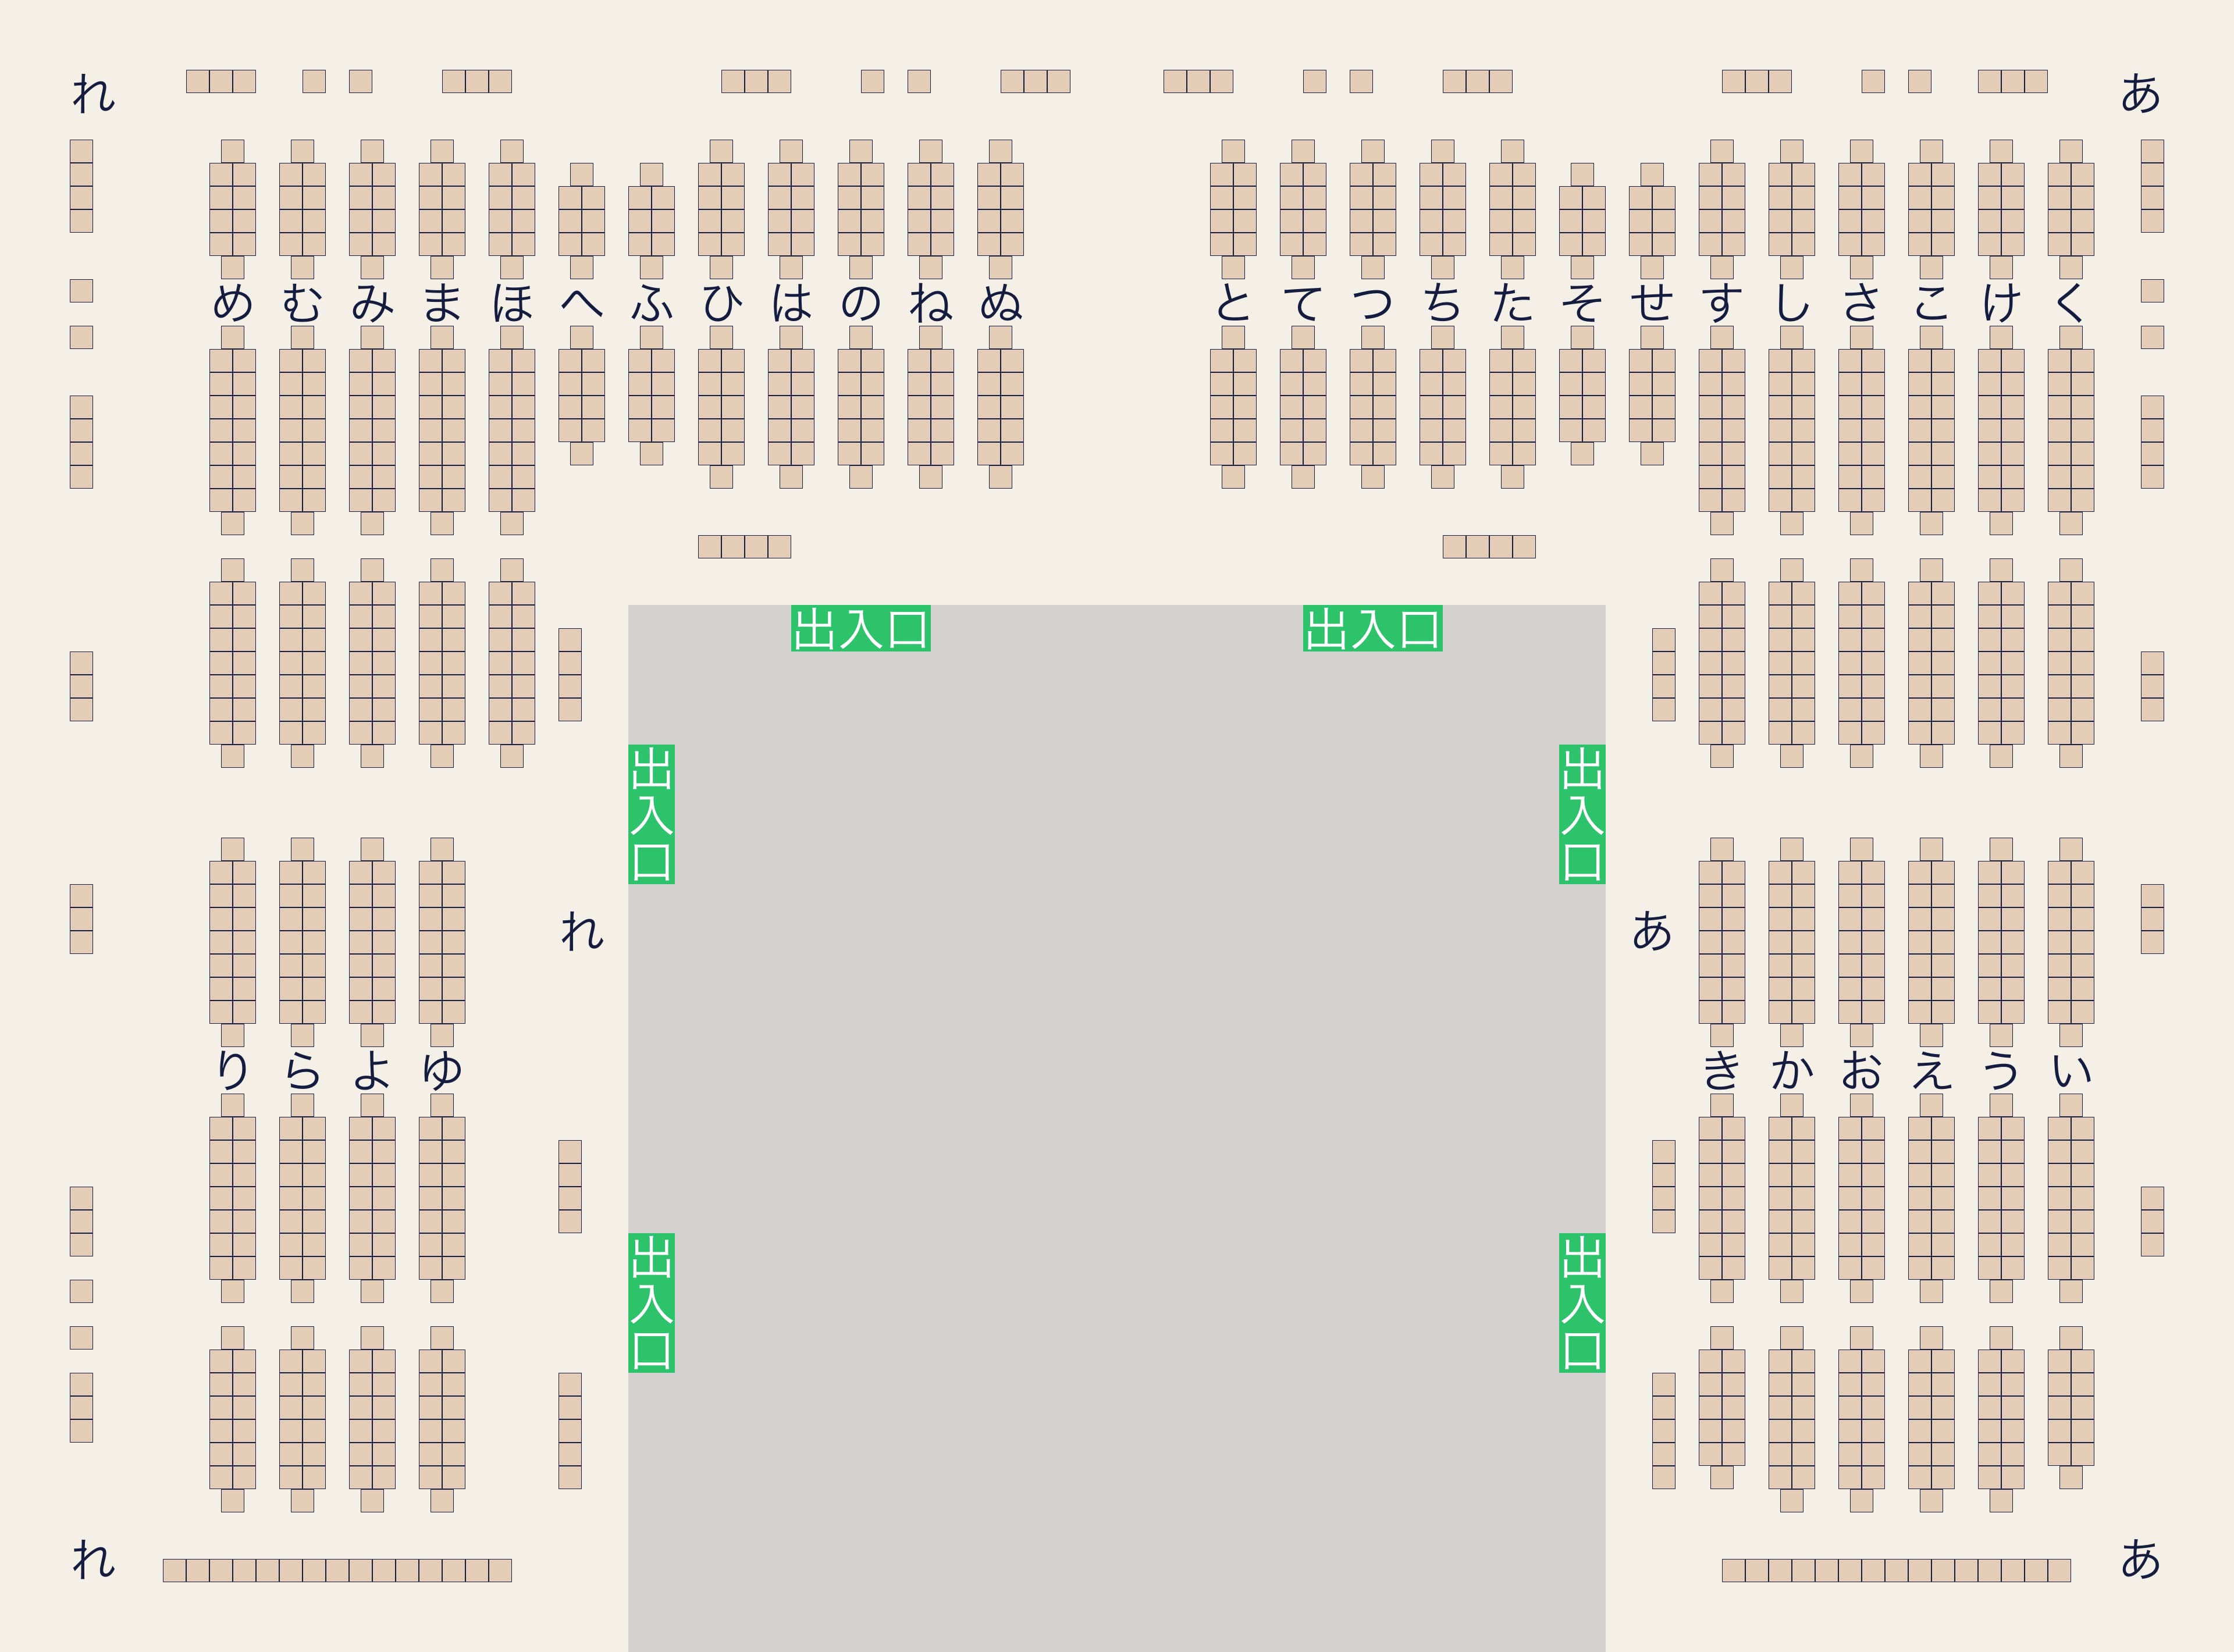 れ あ
め む み ま ほ へ ふ ひ は の ね ぬ と て つ ち た そ せ す し さ こ け く
出入口 出入口
出入口 出入口
れ あ
り ら よ ゆ き か お え う い
出入口 出入口
れ あ